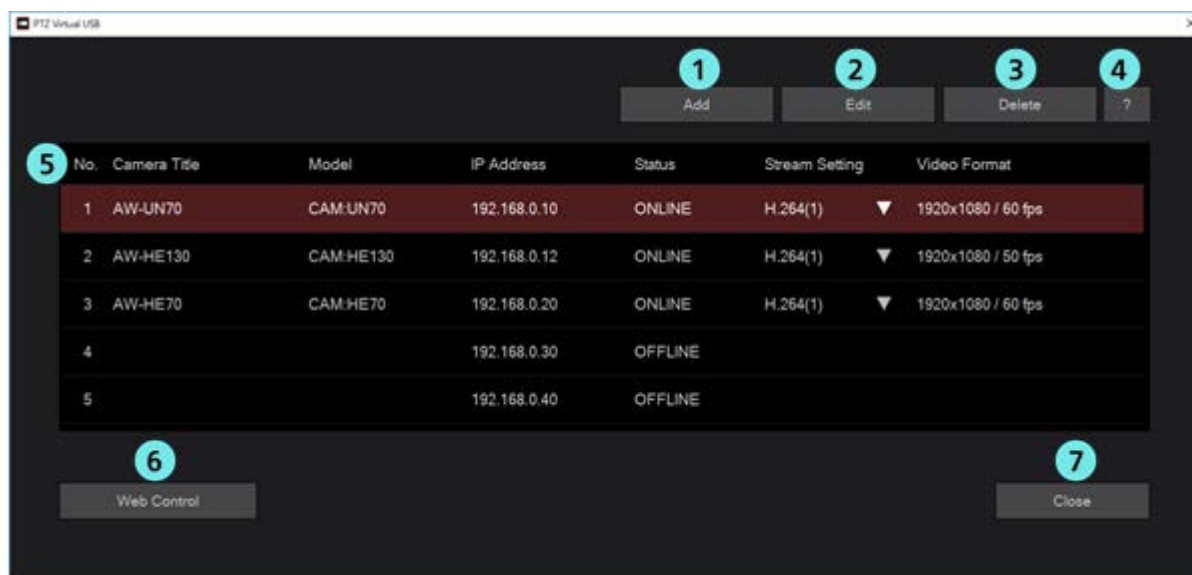 PTZ Virtual USB
1 2 3 4
Add Edit Delete ?
5 No. Camera Title Model IP Address Status Stream Setting Video Format
1 AW-UN70 CAM:UN70 192.168.0.10 ONLINE H.264(1) ▼ 1920x1080 / 60 fps
2 AW-HE130 CAM:HE130 192.168.0.12 ONLINE H.264(1) ▼ 1920x1080 / 50 fps
3 AW-HE70 CAM:HE70 192.168.0.20 ONLINE H.264(1) ▼ 1920x1080 / 60 fps
4 192.168.0.30 OFFLINE
5 192.168.0.40 OFFLINE
6 7
Web Control Close